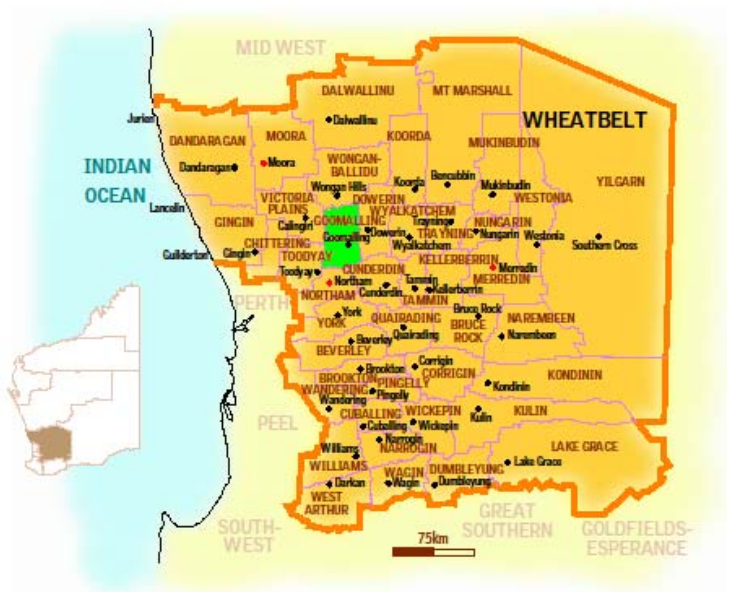 MID WEST
DALWALLINU
MT MARSHALL
Jurien
Dalwallinu
WHEATBELT
DANDARAGAN
MOORA
KOORDA
MUKINBUDIN
Dandaragan
Moora
WONGAN-
BALLIDU
INDIAN
OCEAN
Bencubbin
Koorda
Mukinbudin
YILGARN
Wongan Hills
VICTORIA
PLAINS
DOWERIN
WESTONIA
Lancelin
GINGIN
Calingiri
GOOMALLING
WYALKATCHEM
Trayning
NUNGARIN
Dowerin
TRAYNING
Nungarin
Westonia
Southern Cross
Goomalling
Wyalkatchem
CHITTERING
Guilderton
Gingin
TOODYAY
KELLERBERRIN
Merredin
Toodyay
CUNDERDIN
Tammin
MERREDIN
Northam
Cunderdin
Kellerberrin
PERTH
NORTHAM
TAMMIN
Bruce Rock
York
QUAIRADING
BRUCE
ROCK
NAREMBEEN
YORK
Quairading
Narembeen
Beverley
BEVERLEY
Corrigin
Brookton
CORRIGIN
KONDININ
BROOKTON
PINGELLY
Kondinin
WANDERING
Pingelly
Wandering
WICKEPIN
Kulin
KULIN
PEEL
CUBALLING
Cuballing
Wickepin
Narrogin
NARROGIN
LAKE GRACE
Williams
WILLIAMS
WAGIN
DUMBLEYUNG
Lake Grace
Darkan
Wagin
Dumbleyung
WEST
ARTHUR
SOUTH-
WEST
GREAT
SOUTHERN
GOLDFIELDS-
ESPERANCE
75km